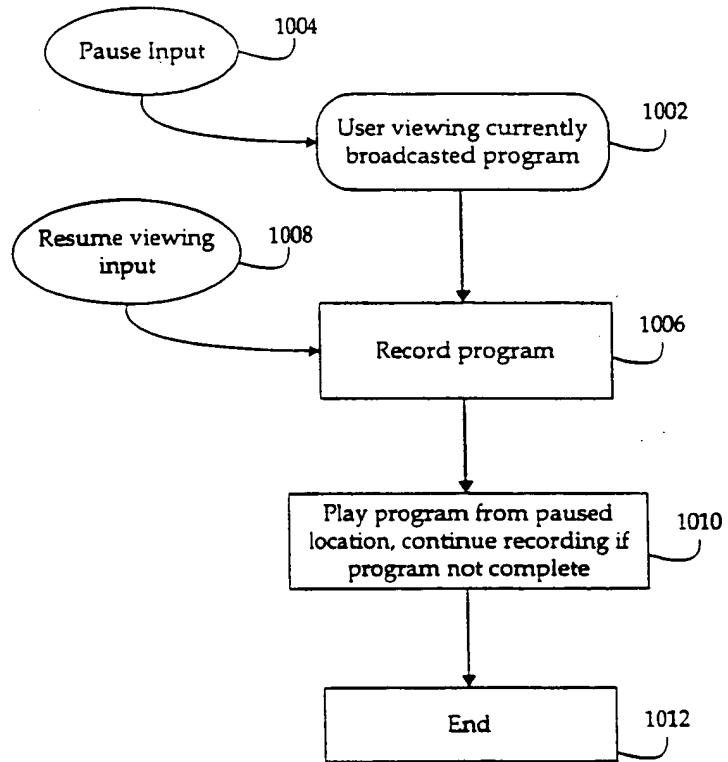 1004
Pause Input
1002
User viewing currently
broadcasted program
1008
Resume viewing
input
1006
Record program
1010
Play program from paused
location, continue recording if
program not complete
End
1012